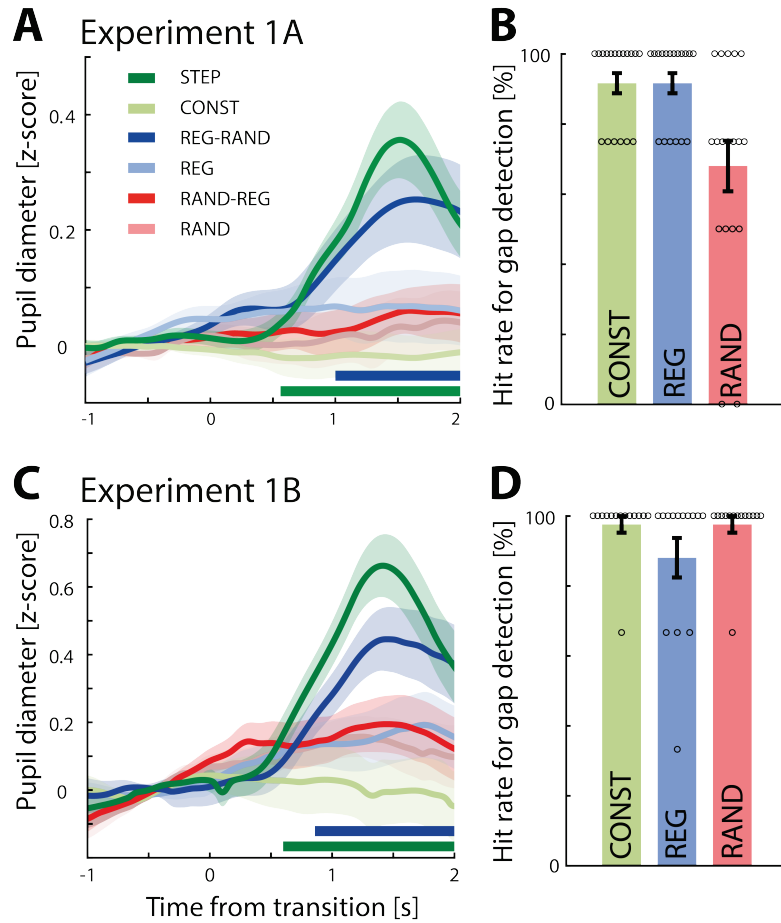 A Experiment 1A
Pupil diameter [z-score]
0.4
0.2
0
STEP
CONST
REG-RAND
REG
RAND-REG
RAND
-1 0 1 2
B
Hit rate for gap detection [%]
100
0
CONST REG RAND
C Experiment 1B
Pupil diameter [z-score]
0.8
0.6
0.4
0.2
0
-1 0 1 2
Time from transition [s]
D
Hit rate for gap detection [%]
100
0
CONST REG RAND